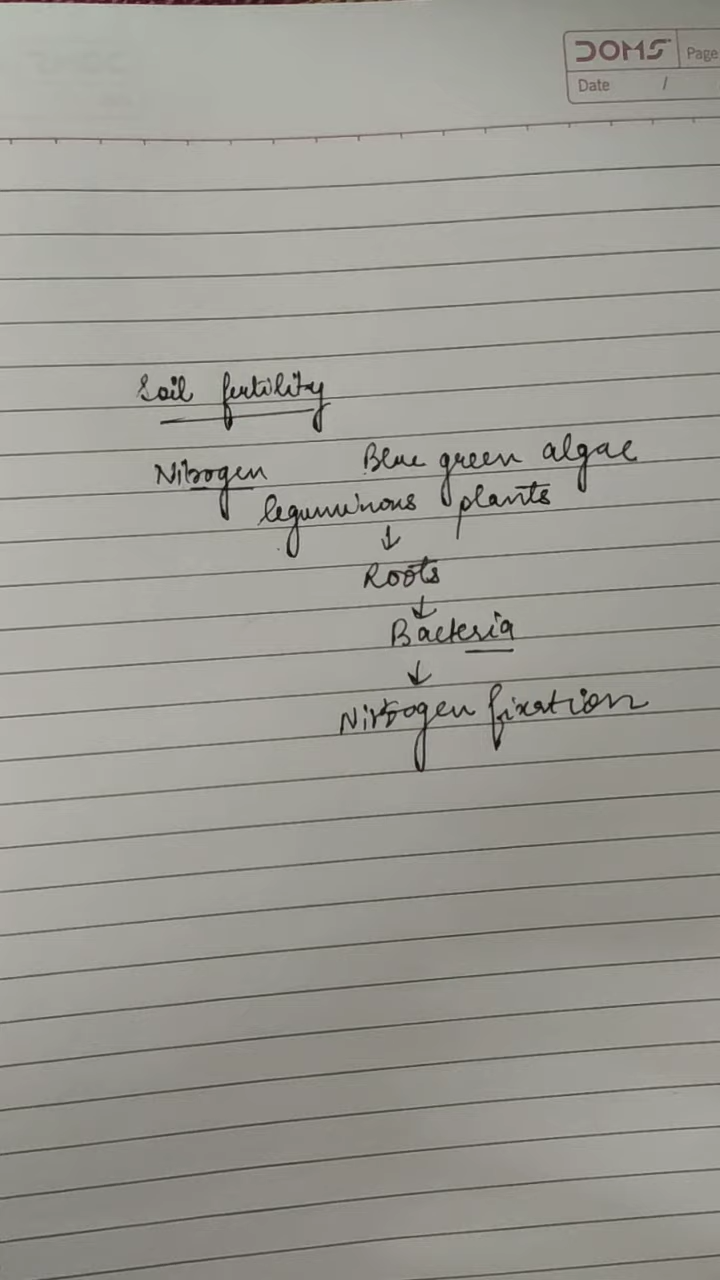 DOMS Page
Date /
Soil fertility
Nitrogen Blue green algae
leguminous plants
↓
Roots
↓
Bacteria
↓
Nitrogen fixation